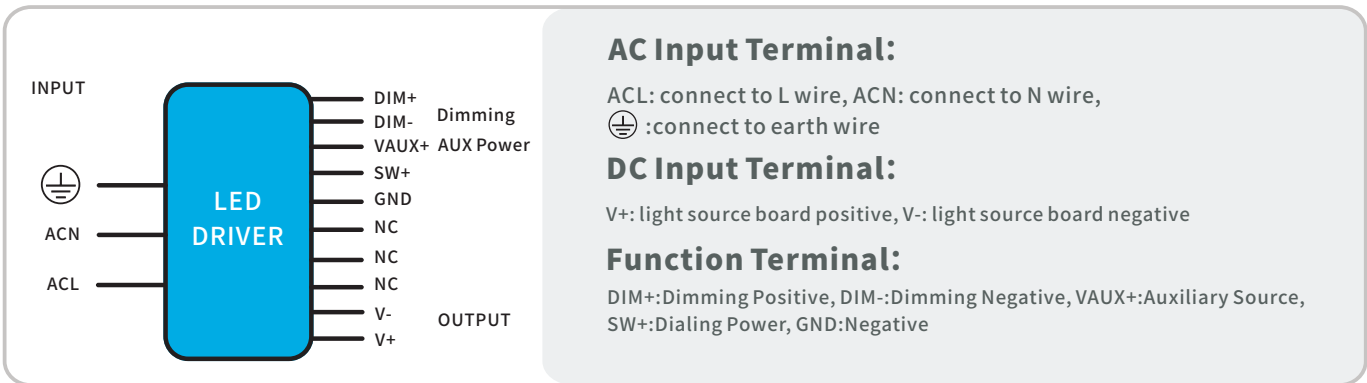 INPUT
ACN
ACL
LED
DRIVER
DIM+
DIM-
Dimming
VAUX+ AUX Power
SW+
GND
NC
NC
NC
V-
OUTPUT
V+
AC Input Terminal:
ACL: connect to L wire, ACN: connect to N wire,
:connect to earth wire
DC Input Terminal:
V+: light source board positive, V-: light source board negative
Function Terminal:
DIM+:Dimming Positive, DIM-:Dimming Negative, VAUX+:Auxiliary Source,
SW+:Dialing Power, GND:Negative